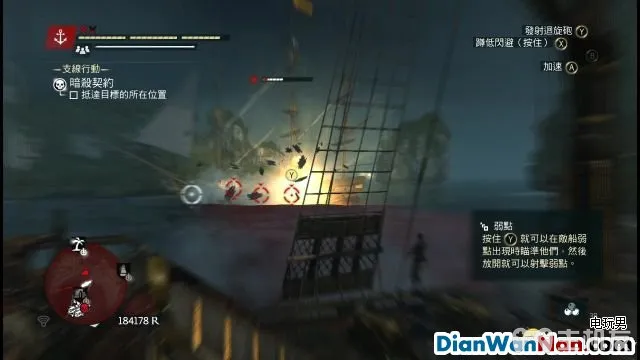 發射迴旋砲 Y
蹲低閃避（按住） X
加速 A
支線行動
暗殺契約
抵達目標的所在位置
Y
弱點
按住 Y 就可以在敵船弱
點出現時瞄準他們，然後
放開就可以射擊弱點。
184178 R
电玩男
DianWanNan.com